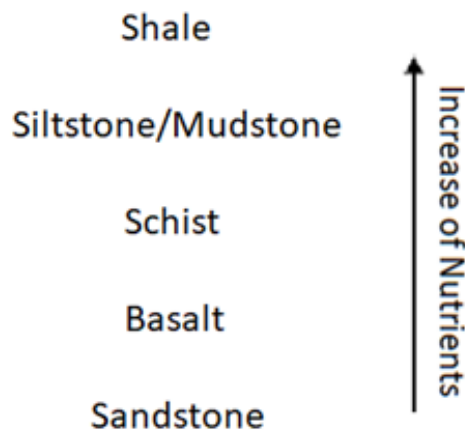 Shale
Siltstone/Mudstone
Schist
Basalt
Sandstone
Increase of Nutrients